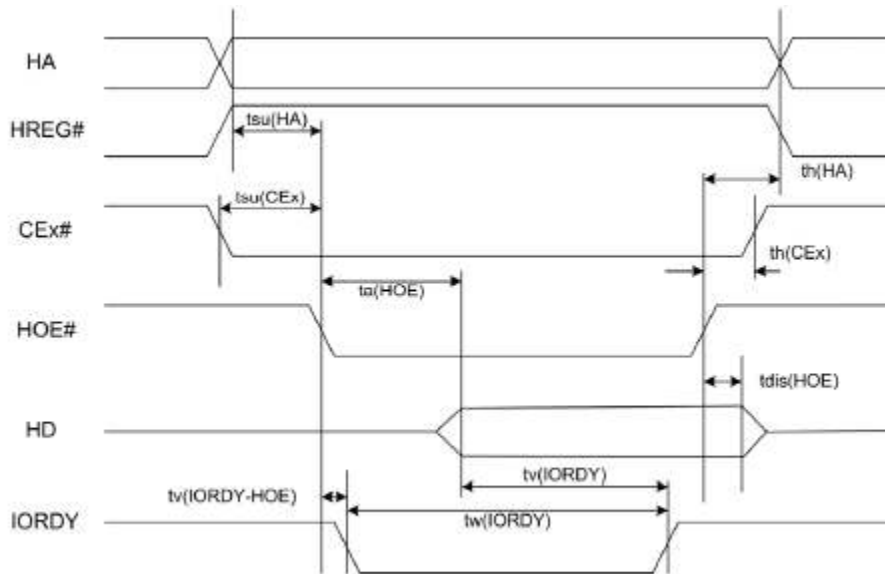 HA
HREG#
tsu(HA)
th(HA)
tsu(CEx)
CEx#
th(CEx)
ta(HOE)
HOE#
tdis(HOE)
HD
tv(IORDY)
tv(IORDY-HOE)
tw(IORDY)
IORDY